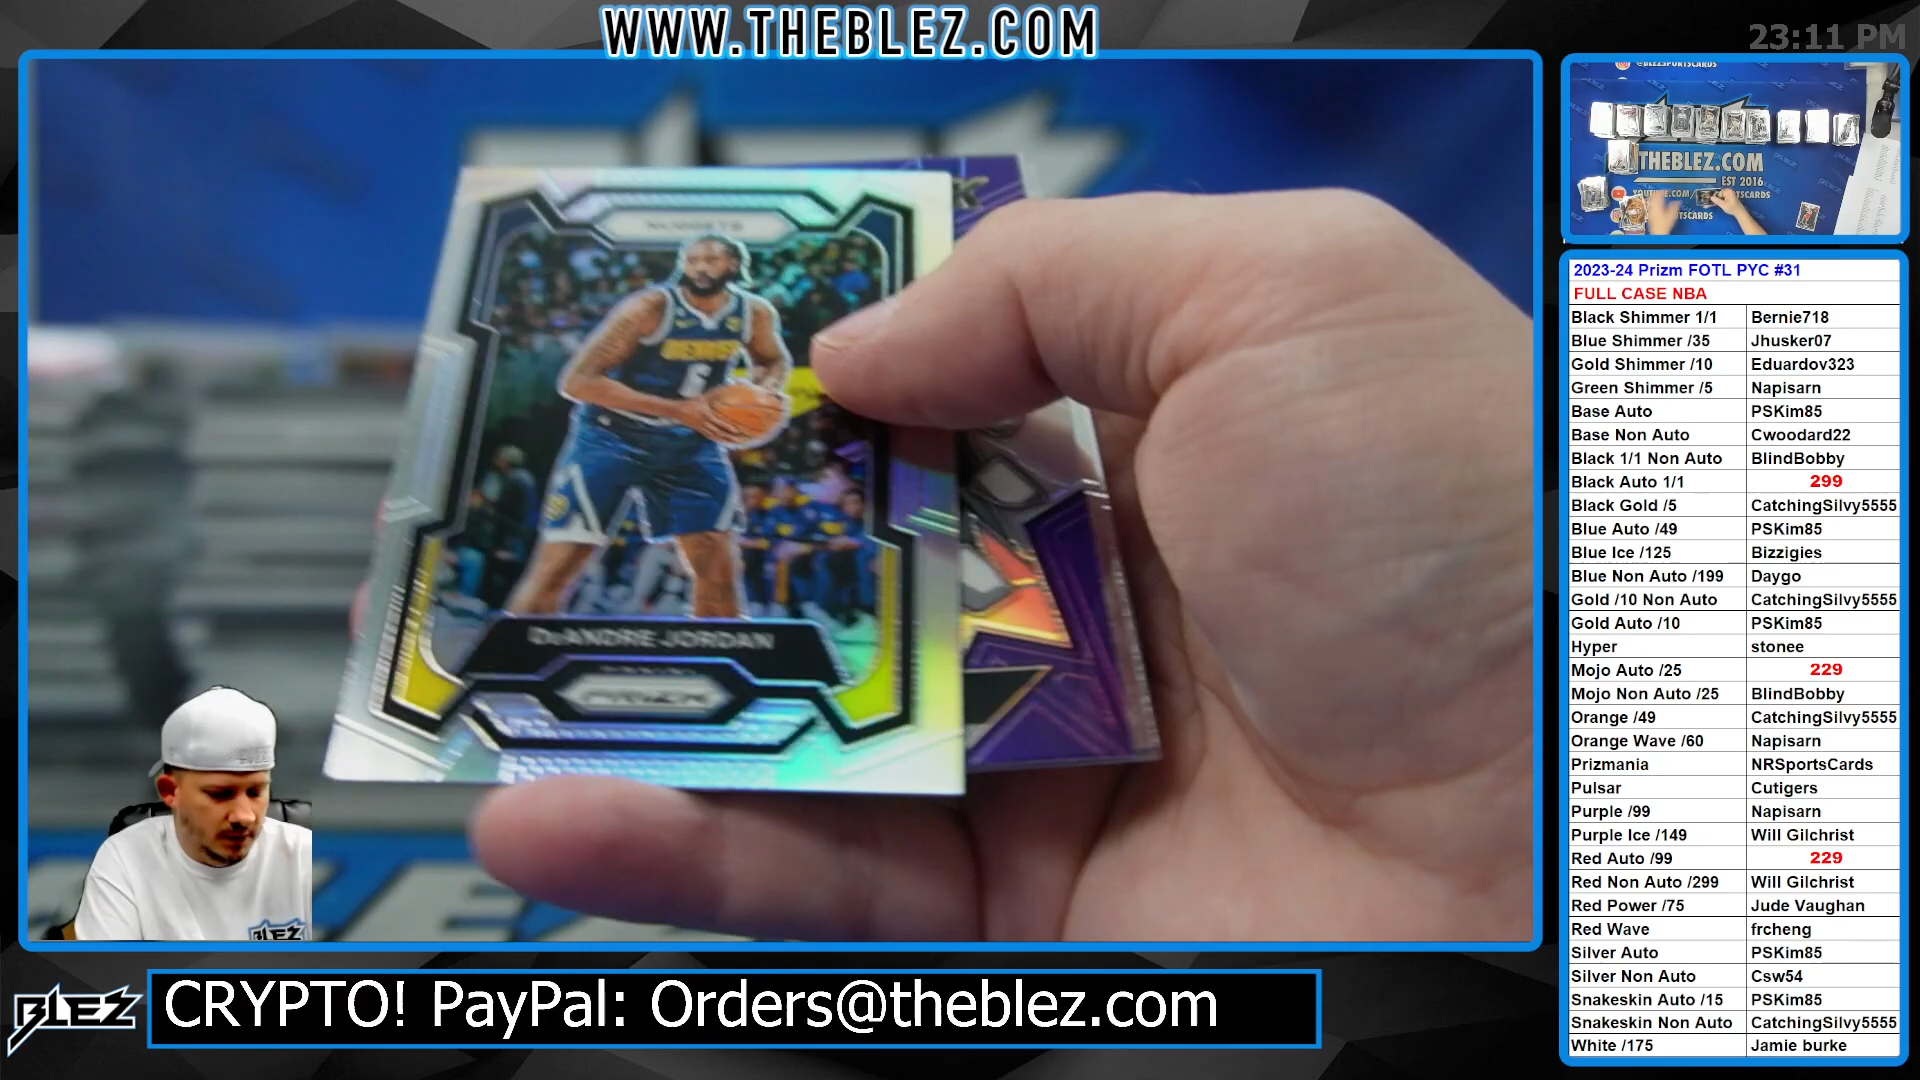 WWW.THEBLEZ.COM
23:11 PM
@BLEZSPORTSCARDS
THEBLEZ.COM
EST 2016
NUGGETS
6
DeANDRE JORDAN
PRIZM
2023-24 Prizm FOTL PYC #31
FULL CASE NBA
Black Shimmer 1/1 Bernie718
Blue Shimmer /35 Jhusker07
Gold Shimmer /10 Eduardov323
Green Shimmer /5 Napisarn
Base Auto PSKim85
Base Non Auto Cwoodard22
Black 1/1 Non Auto BlindBobby
Black Auto 1/1 299
Black Gold /5 CatchingSilvy5555
Blue Auto /49 PSKim85
Blue Ice /125 Bizzigies
Blue Non Auto /199 Daygo
Gold /10 Non Auto CatchingSilvy5555
Gold Auto /10 PSKim85
Hyper stonee
Mojo Auto /25 229
Mojo Non Auto /25 BlindBobby
Orange /49 CatchingSilvy5555
Orange Wave /60 Napisarn
Prizmania NRSportsCards
Pulsar Cutigers
Purple /99 Napisarn
Purple Ice /149 Will Gilchrist
Red Auto /99 229
Red Non Auto /299 Will Gilchrist
Red Power /75 Jude Vaughan
Red Wave frcheng
Silver Auto PSKim85
Silver Non Auto Csw54
Snakeskin Auto /15 PSKim85
Snakeskin Non Auto CatchingSilvy5555
White /175 Jamie burke
BLEZ
BLEZ
CRYPTO! PayPal: Orders@theblez.com